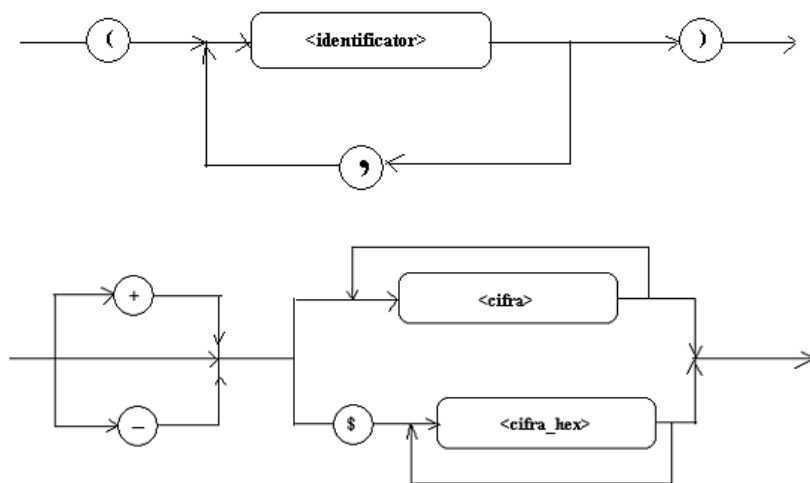 ( <identificator> )
,
+
<cifra>
−
$ <cifra_hex>